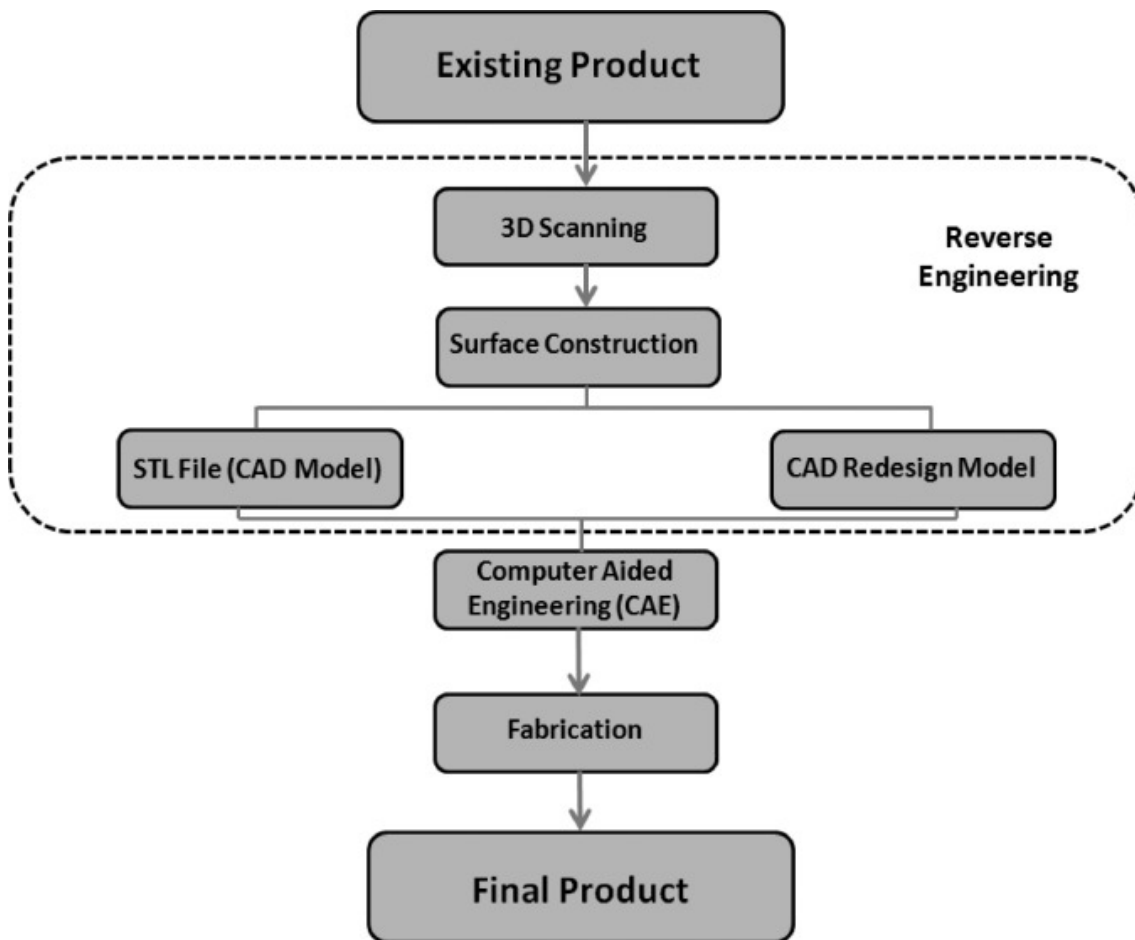 Existing Product
3D Scanning
Reverse
Engineering
Surface Construction
STL File (CAD Model)
CAD Redesign Model
Computer Aided
Engineering (CAE)
Fabrication
Final Product